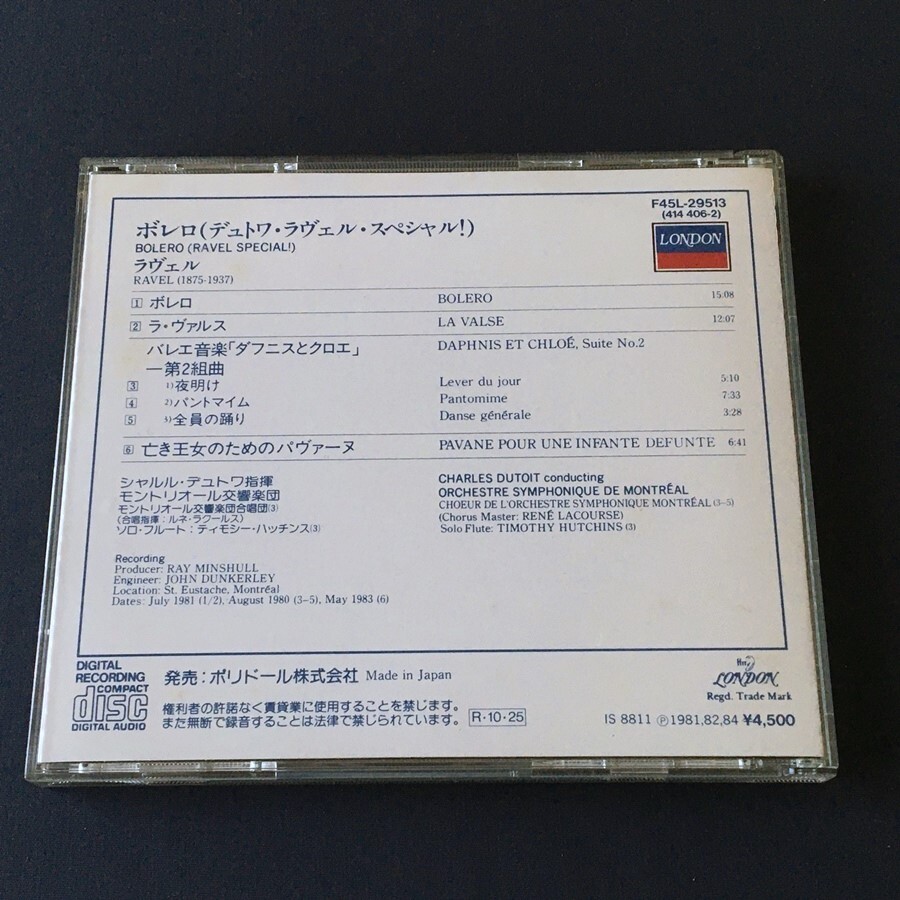 F45L-29513
(414 406-2)
LONDON
ボレロ(デュトワ・ラヴェル・スペシャル!)
BOLERO (RAVEL SPECIAL!)
ラヴェル
RAVEL (1875-1937)
1 ボレロ BOLERO 15:08
2 ラ・ヴァルス LA VALSE 12:07
バレエ音楽「ダフニスとクロエ」 DAPHNIS ET CHLOÉ, Suite No.2
—第2組曲
3 1)夜明け Lever du jour 5:10
4 2)パントマイム Pantomime 7:33
5 3)全員の踊り Danse générale 3:28
6 亡き王女のためのパヴァーヌ PAVANE POUR UNE INFANTE DEFUNTE 6:41
シャルル・デュトワ指揮
モントリオール交響楽団
モントリオール交響楽団合唱団(3)
(合唱指揮:ルネ・ラクールス)
ソロ・フルート:ティモシー・ハッチンス(3)
CHARLES DUTOIT conducting
ORCHESTRE SYMPHONIQUE DE MONTRÉAL
CHOEUR DE L'ORCHESTRE SYMPHONIQUE MONTRÉAL (3–5)
(Chorus Master: RENÉ LACOURSE)
Solo Flute: TIMOTHY HUTCHINS (3)
Recording
Producer: RAY MINSHULL
Engineer: JOHN DUNKERLEY
Location: St. Eustache, Montréal
Dates: July 1981 (1/2), August 1980 (3–5), May 1983 (6)
DIGITAL
RECORDING
COMPACT
disc
DIGITAL AUDIO
発売:ポリドール株式会社 Made in Japan
権利者の許諾なく賃貸業に使用することを禁じます。
また無断で録音することは法律で禁じられています。
R・10・25
LONDON
Regd. Trade Mark
IS 8811 Ⓟ1981,82,84 ¥4,500